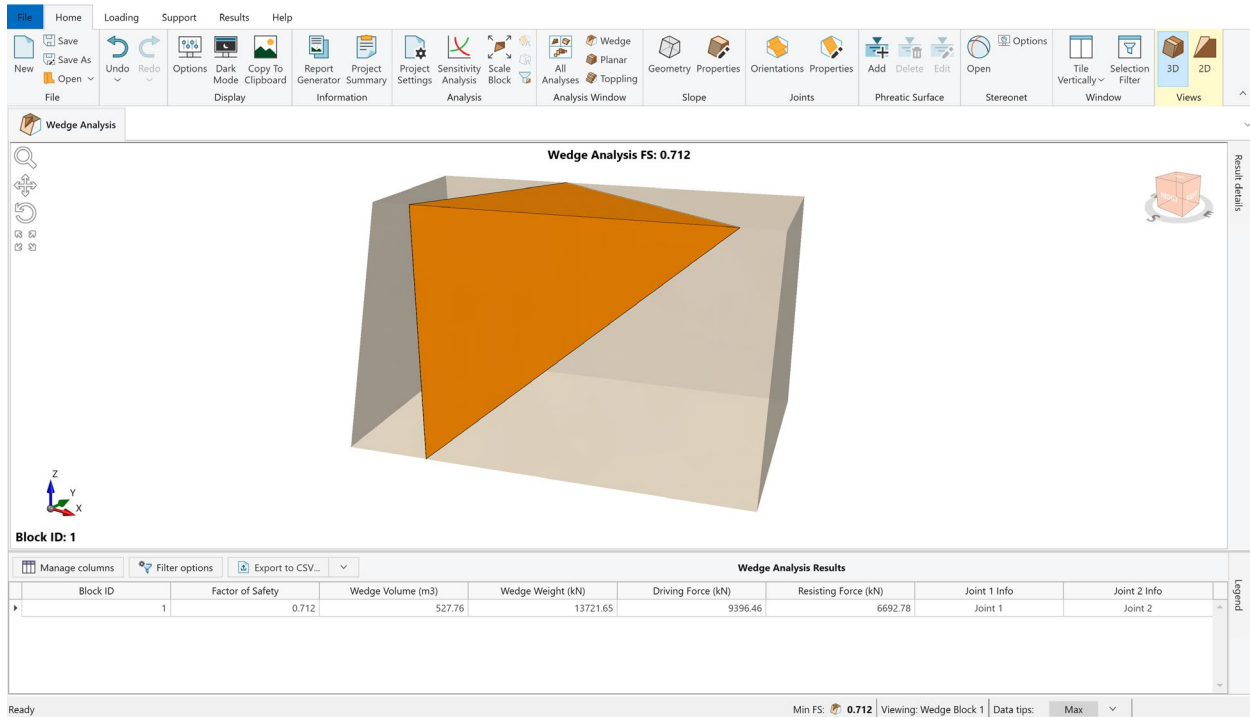 File Home Loading Support Results Help
New Save Save As Open Undo Redo Options Dark Mode Copy To Clipboard Report Generator Project Summary Project Settings Sensitivity Analysis Scale Block All Analyses Wedge Planar Toppling Geometry Properties Orientations Properties Add Delete Edit Open Options Tile Vertically Selection Filter 3D 2D
File Display Information Analysis Analysis Window Slope Joints Phreatic Surface Stereonet Window Views
Wedge Analysis
Wedge Analysis FS: 0.712
Result details
S E
Z
Y
X
Block ID: 1
Manage columns Filter options Export to CSV... Wedge Analysis Results
Block ID Factor of Safety Wedge Volume (m3) Wedge Weight (kN) Driving Force (kN) Resisting Force (kN) Joint 1 Info Joint 2 Info
1 0.712 527.76 13721.65 9396.46 6692.78 Joint 1 Joint 2
Legend
Ready Min FS: 0.712 Viewing: Wedge Block 1 Data tips: Max